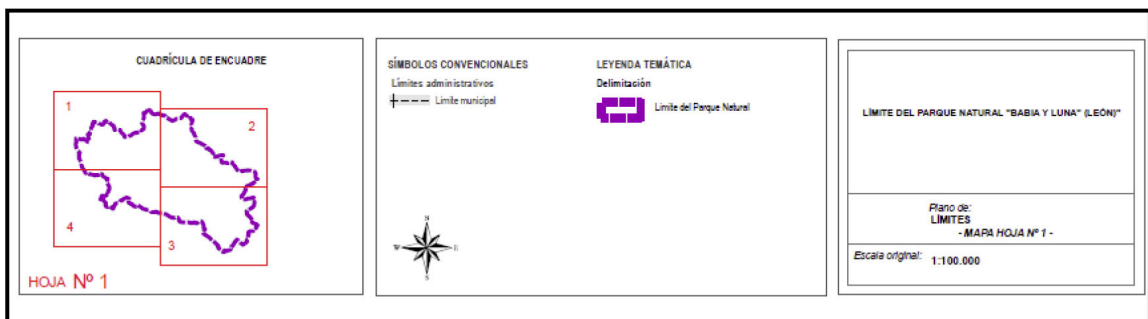 CUADRÍCULA DE ENCUADRE
1
2
4
3
HOJA Nº 1
SÍMBOLOS CONVENCIONALES
Límites administrativos
Limite municipal
LEYENDA TEMÁTICA
Delimitación
Limite del Parque Natural
W
E
S
LÍMITE DEL PARQUE NATURAL "BABIA Y LUNA" (LEÓN)"
Plano de:
LÍMITES
- MAPA HOJA Nº 1 -
Escala original: 1:100.000